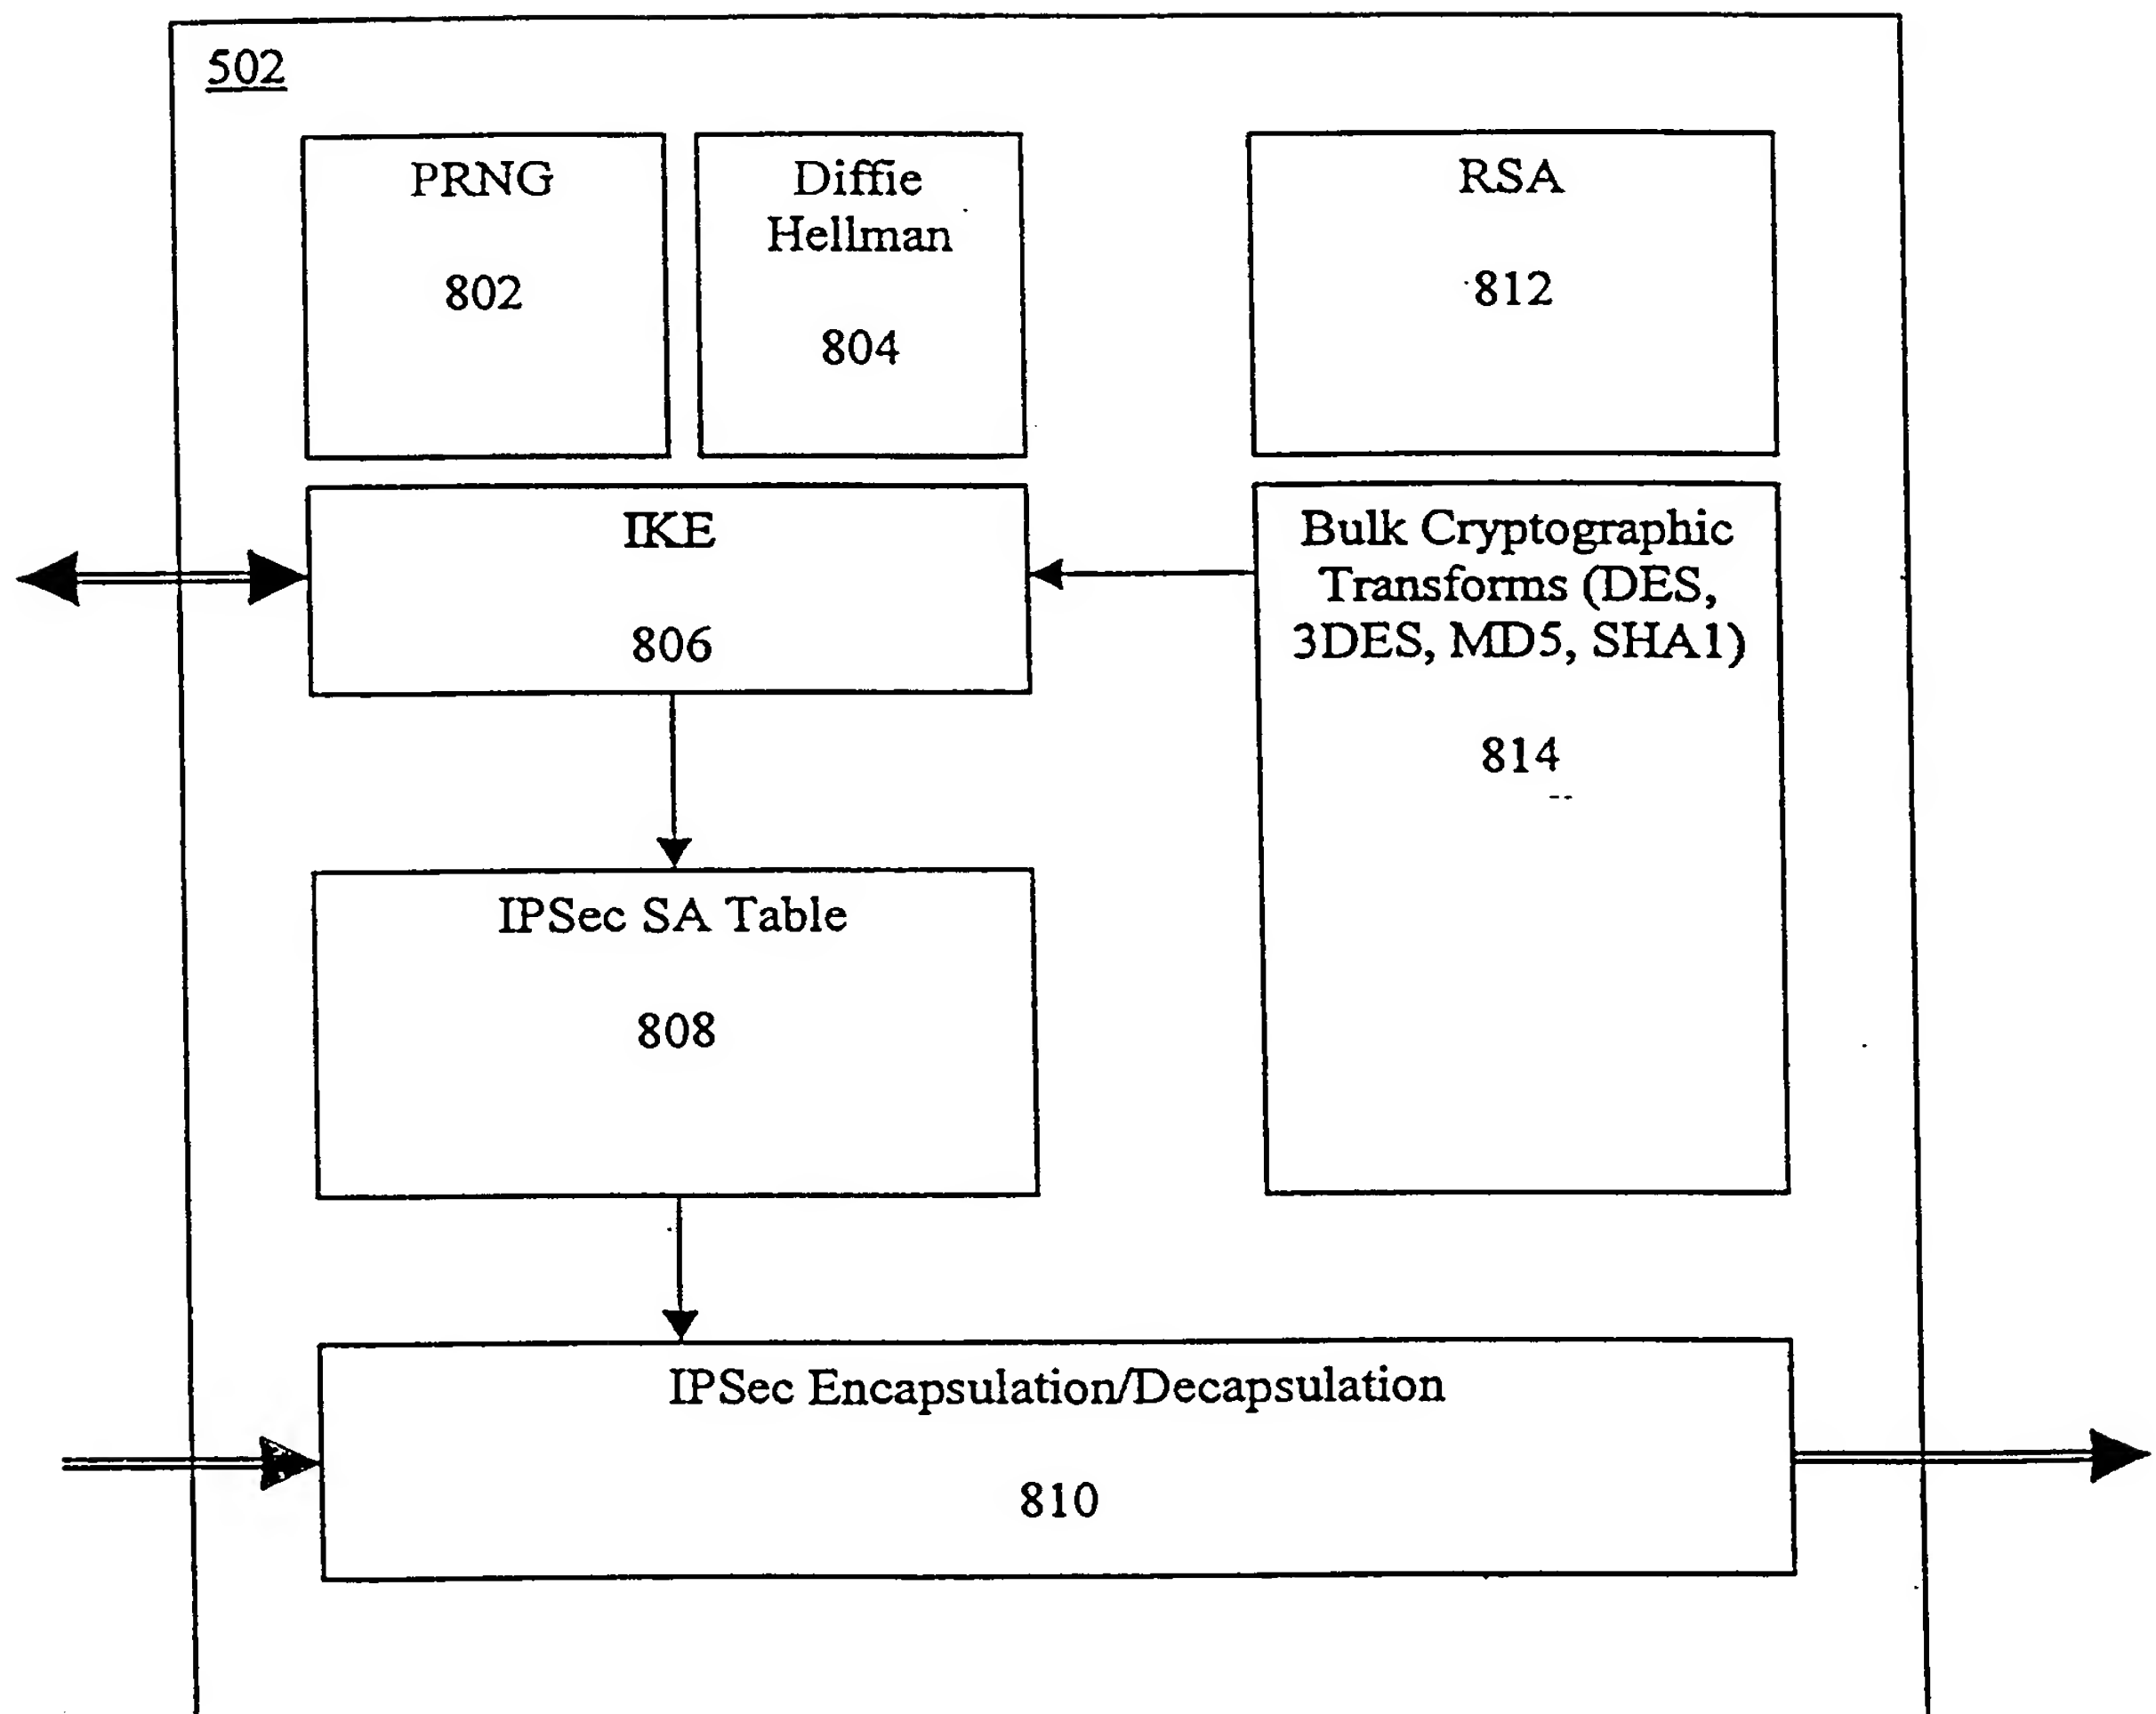 502
PRNG
802
Diffie
Hellman
804
RSA
812
IKE
806
Bulk Cryptographic
Transforms (DES,
3DES, MD5, SHA1)
814
IPSec SA Table
808
IPSec Encapsulation/Decapsulation
810